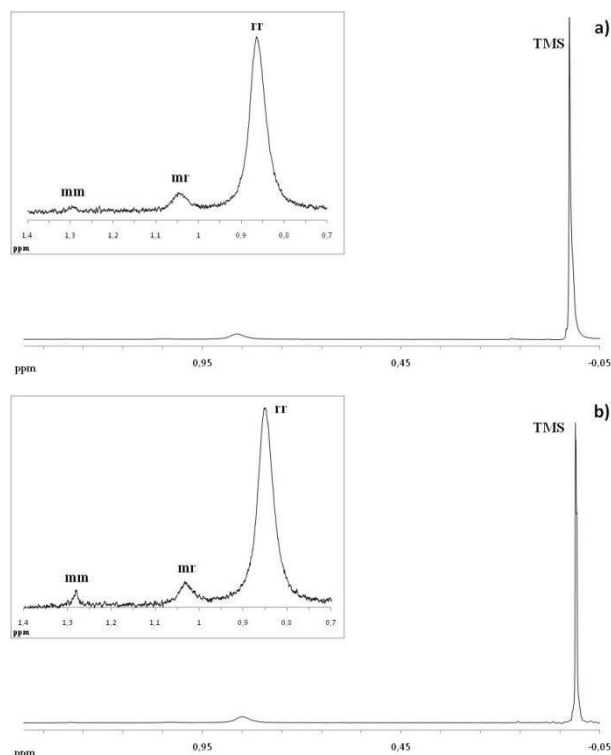 a)
TMS
rr
mr
mm
1,4 1,3 1,2 1,1 1 0,9 0,8 0,7
ppm
0,95 0,45 -0,05
ppm
b)
TMS
rr
mr
mm
1,4 1,3 1,2 1,1 1 0,9 0,8 0,7
ppm
0,95 0,45 -0,05
ppm